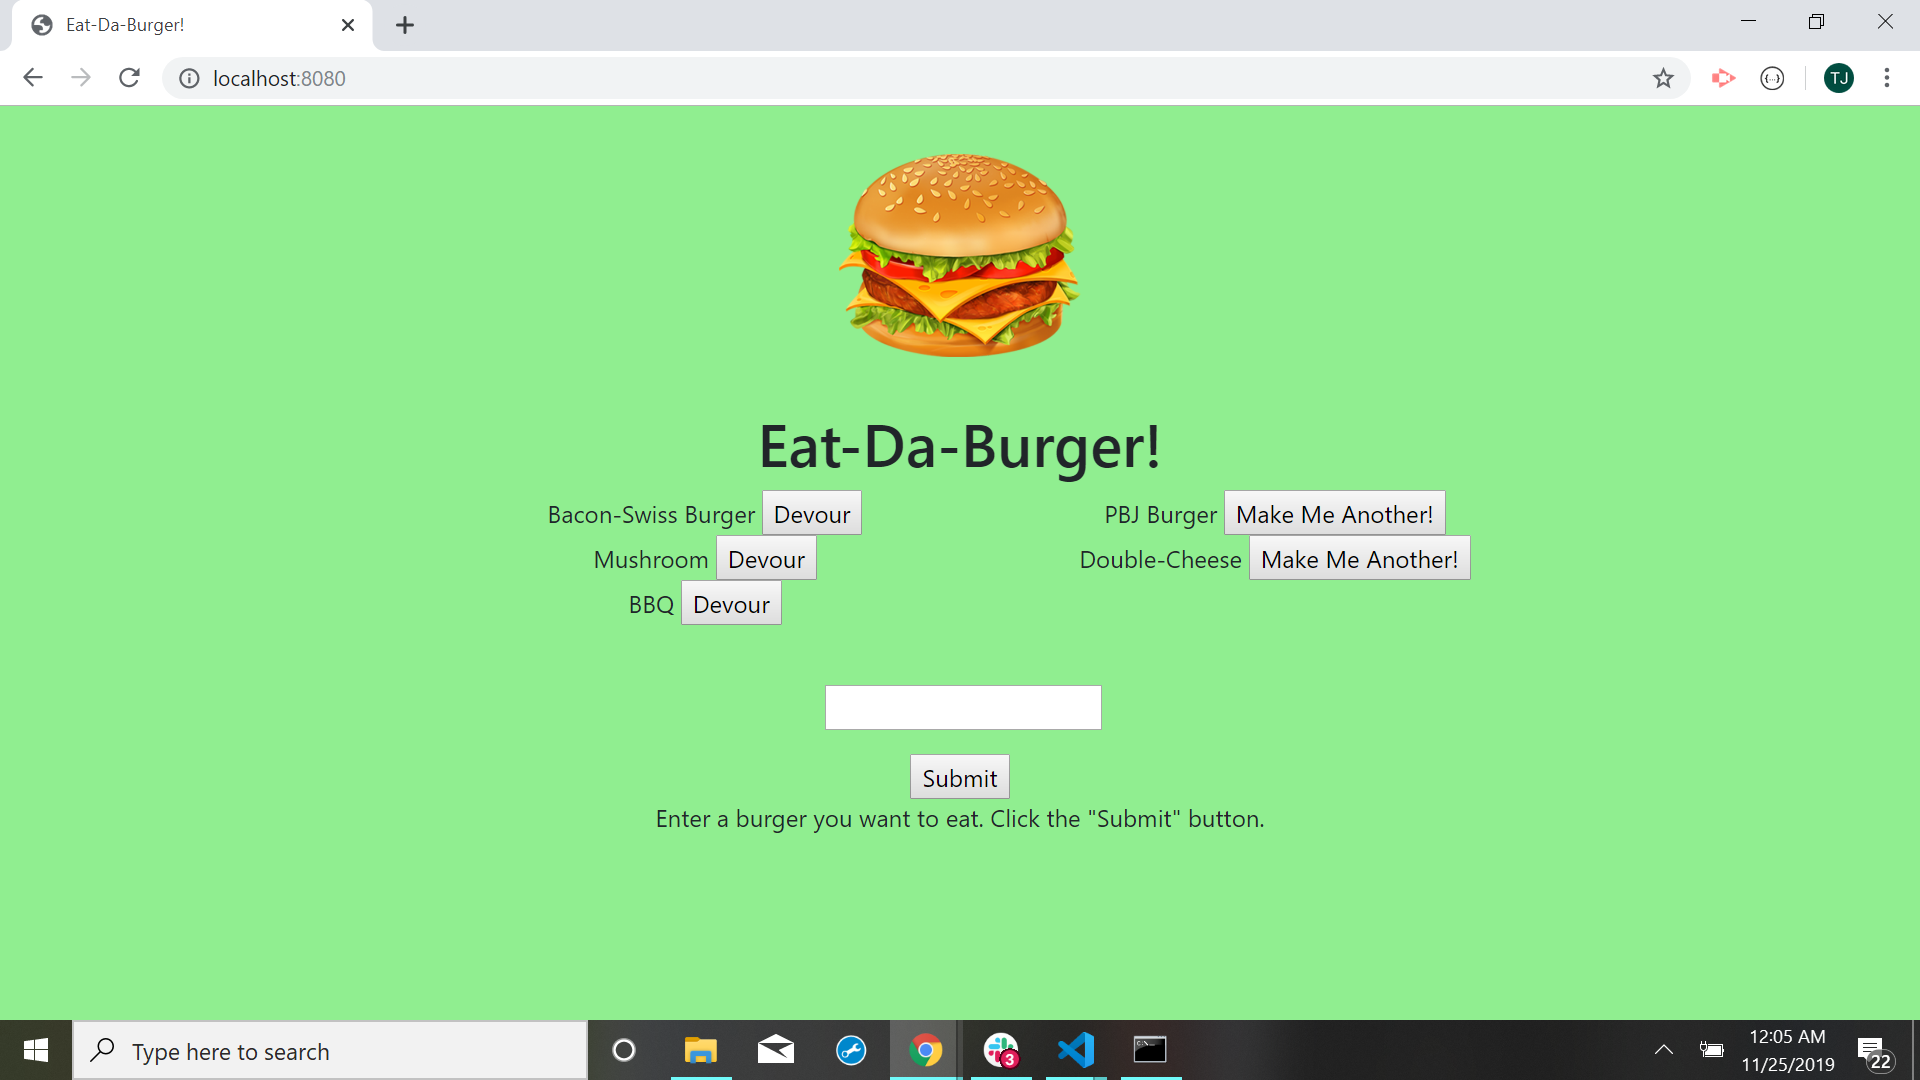 Eat-Da-Burger!
localhost:8080
TJ
Eat-Da-Burger!
Bacon-Swiss Burger Devour
PBJ Burger Make Me Another!
Mushroom Devour
Double-Cheese Make Me Another!
BBQ Devour
Submit
Enter a burger you want to eat. Click the "Submit" button.
Type here to search
3
12:05 AM
11/25/2019
22